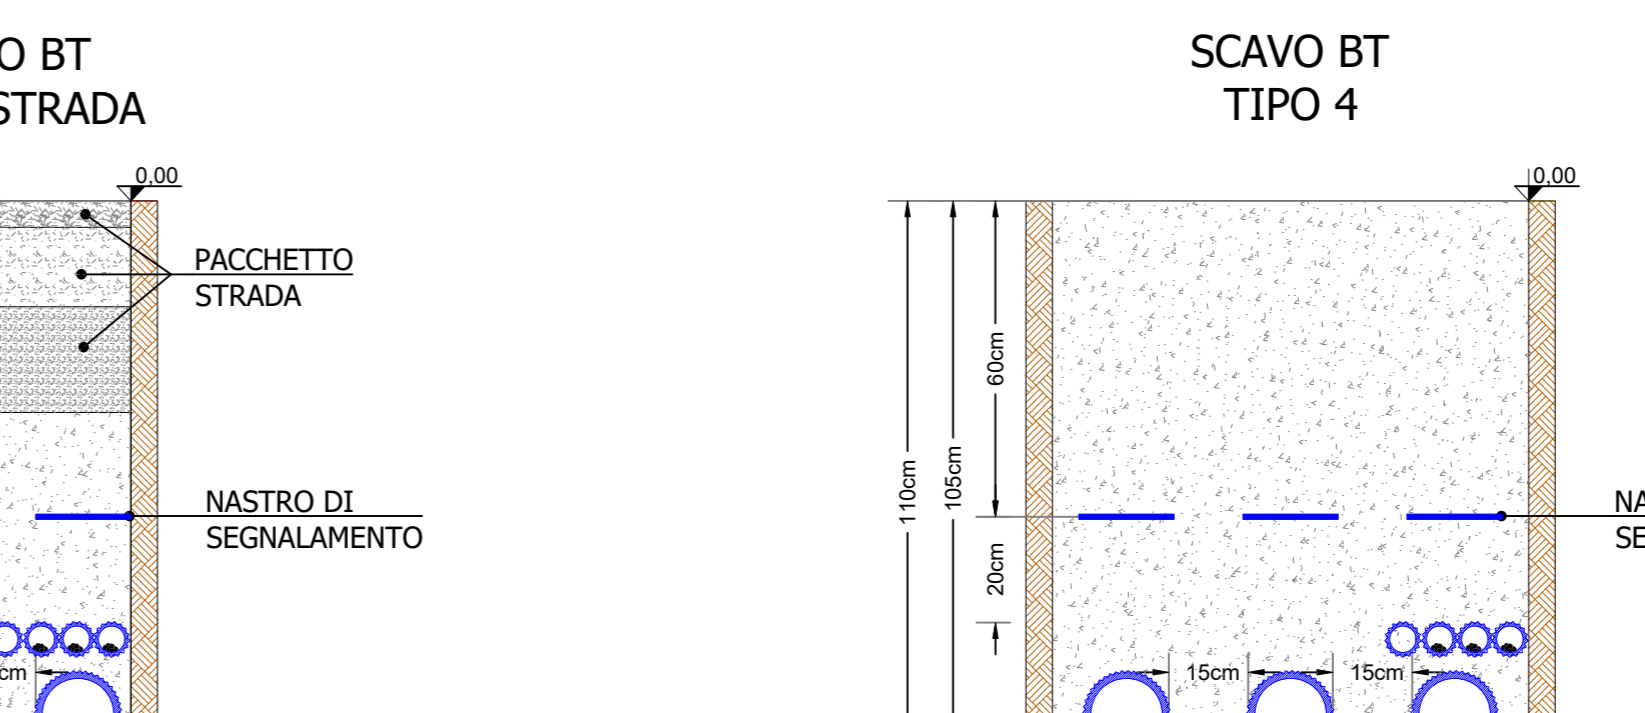 O BT
STRADA
0,00
PACCHETTO
STRADA
NASTRO DI
SEGNALAMENTO
cm
SCAVO BT
TIPO 4
0,00
60cm
110cm
105cm
20cm
15cm
15cm
NA
SE